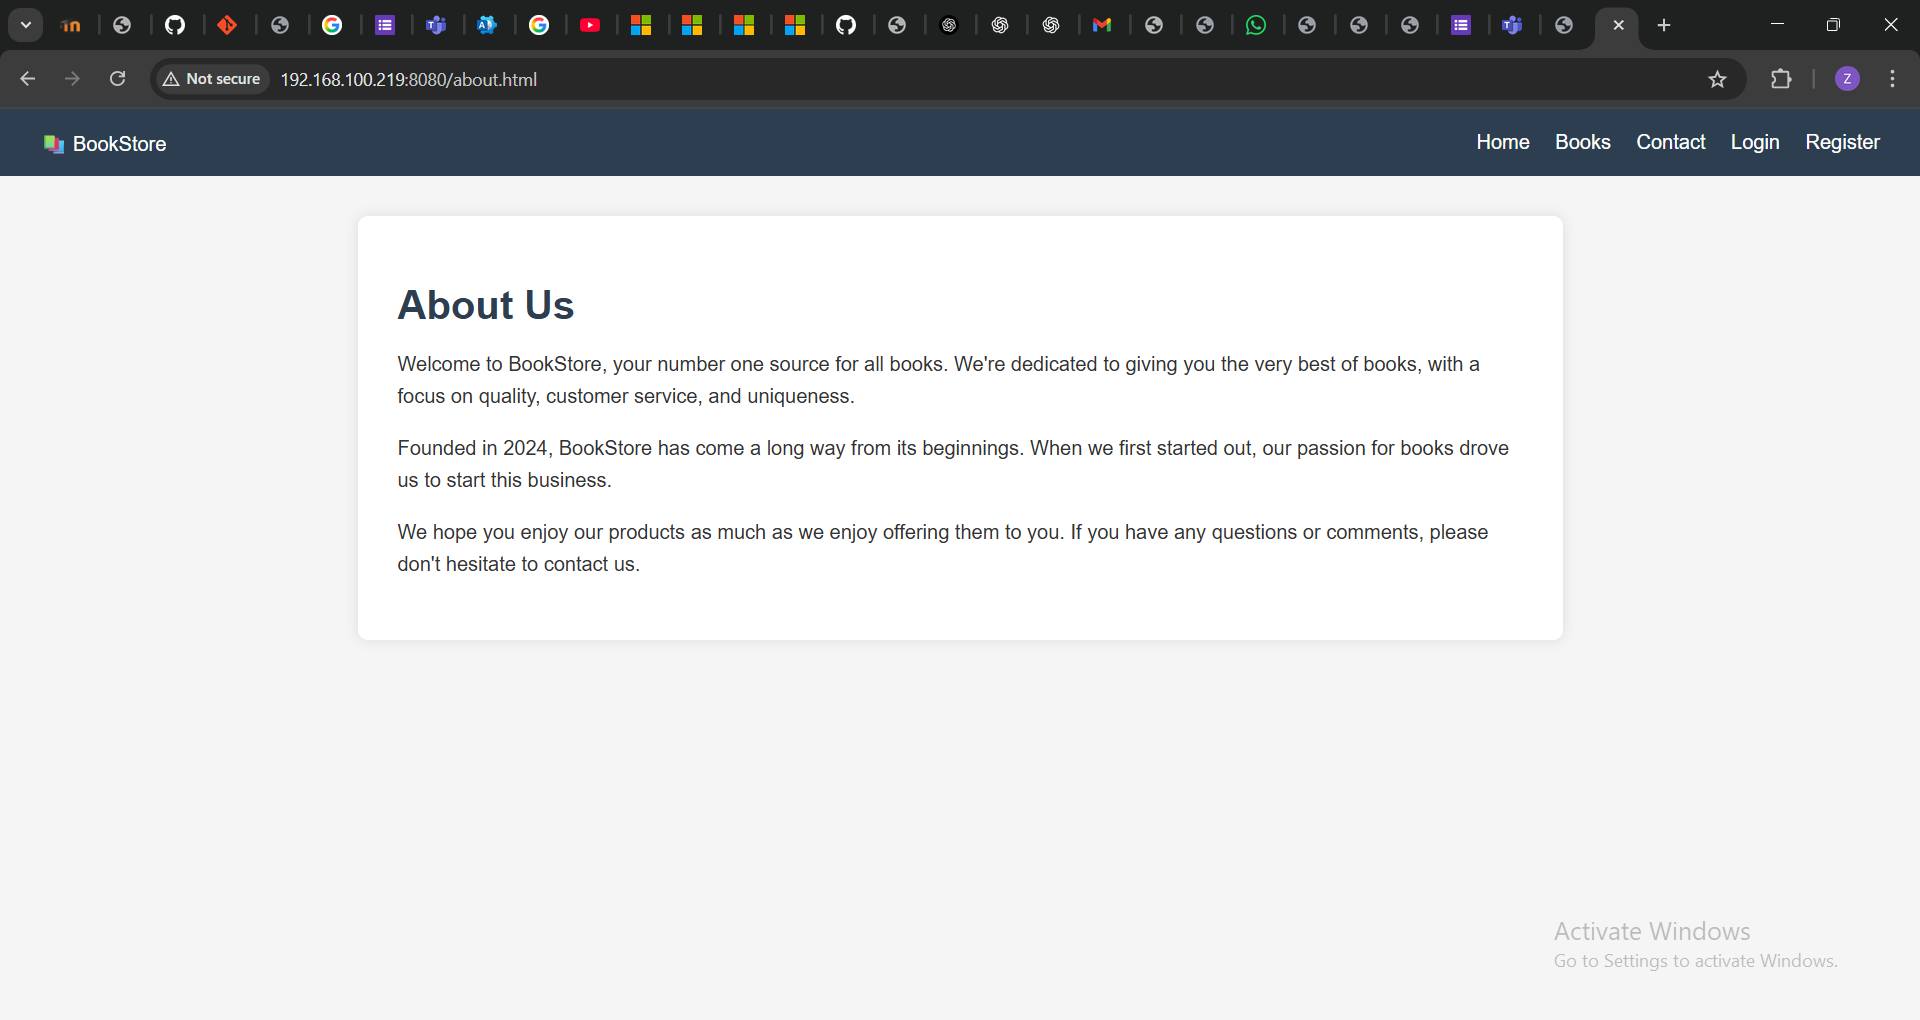 Not secure 192.168.100.219:8080/about.html Z
BookStore
Home Books Contact Login Register
About Us
Welcome to BookStore, your number one source for all books. We're dedicated to giving you the very best of books, with a
focus on quality, customer service, and uniqueness.
Founded in 2024, BookStore has come a long way from its beginnings. When we first started out, our passion for books drove
us to start this business.
We hope you enjoy our products as much as we enjoy offering them to you. If you have any questions or comments, please
don't hesitate to contact us.
Activate Windows
Go to Settings to activate Windows.